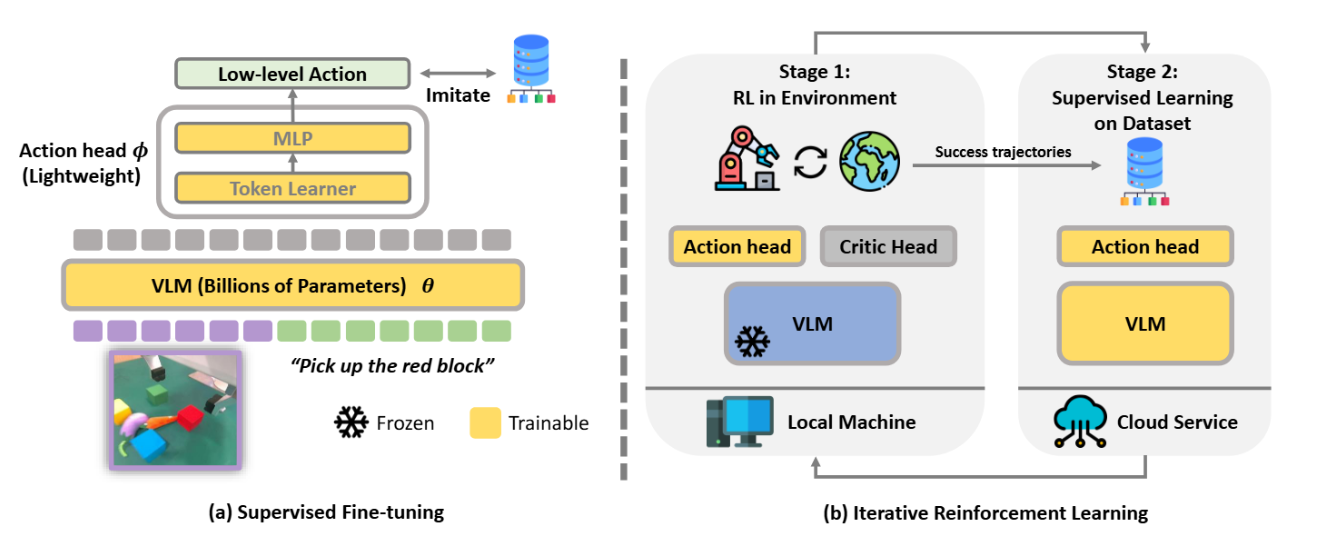 Low-level Action
Imitate
MLP
Action head ϕ
(Lightweight)
Token Learner
VLM (Billions of Parameters) θ
“Pick up the red block”
Frozen
Trainable
(a) Supervised Fine-tuning
Stage 1:
RL in Environment
Stage 2:
Supervised Learning
on Dataset
Success trajectories
Action head
Critic Head
Action head
VLM
VLM
Local Machine
Cloud Service
(b) Iterative Reinforcement Learning